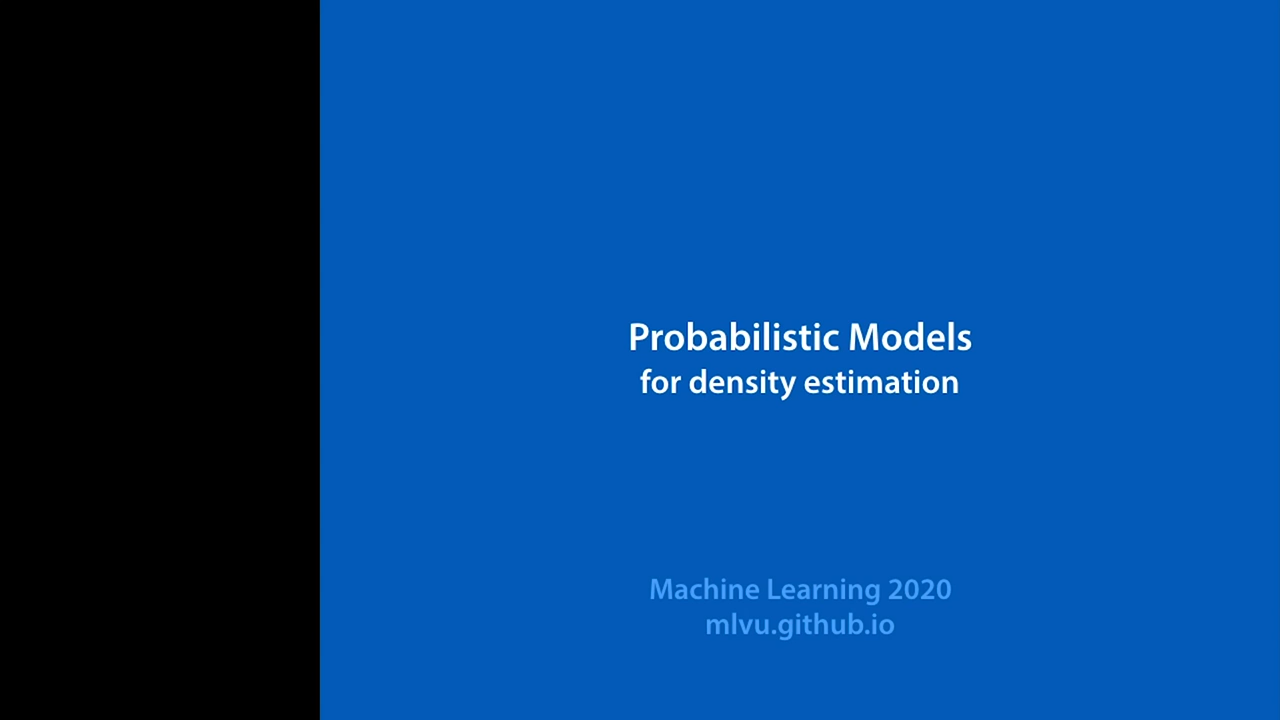 Probabilistic Models
for density estimation
Machine Learning 2020
mlvu.github.io